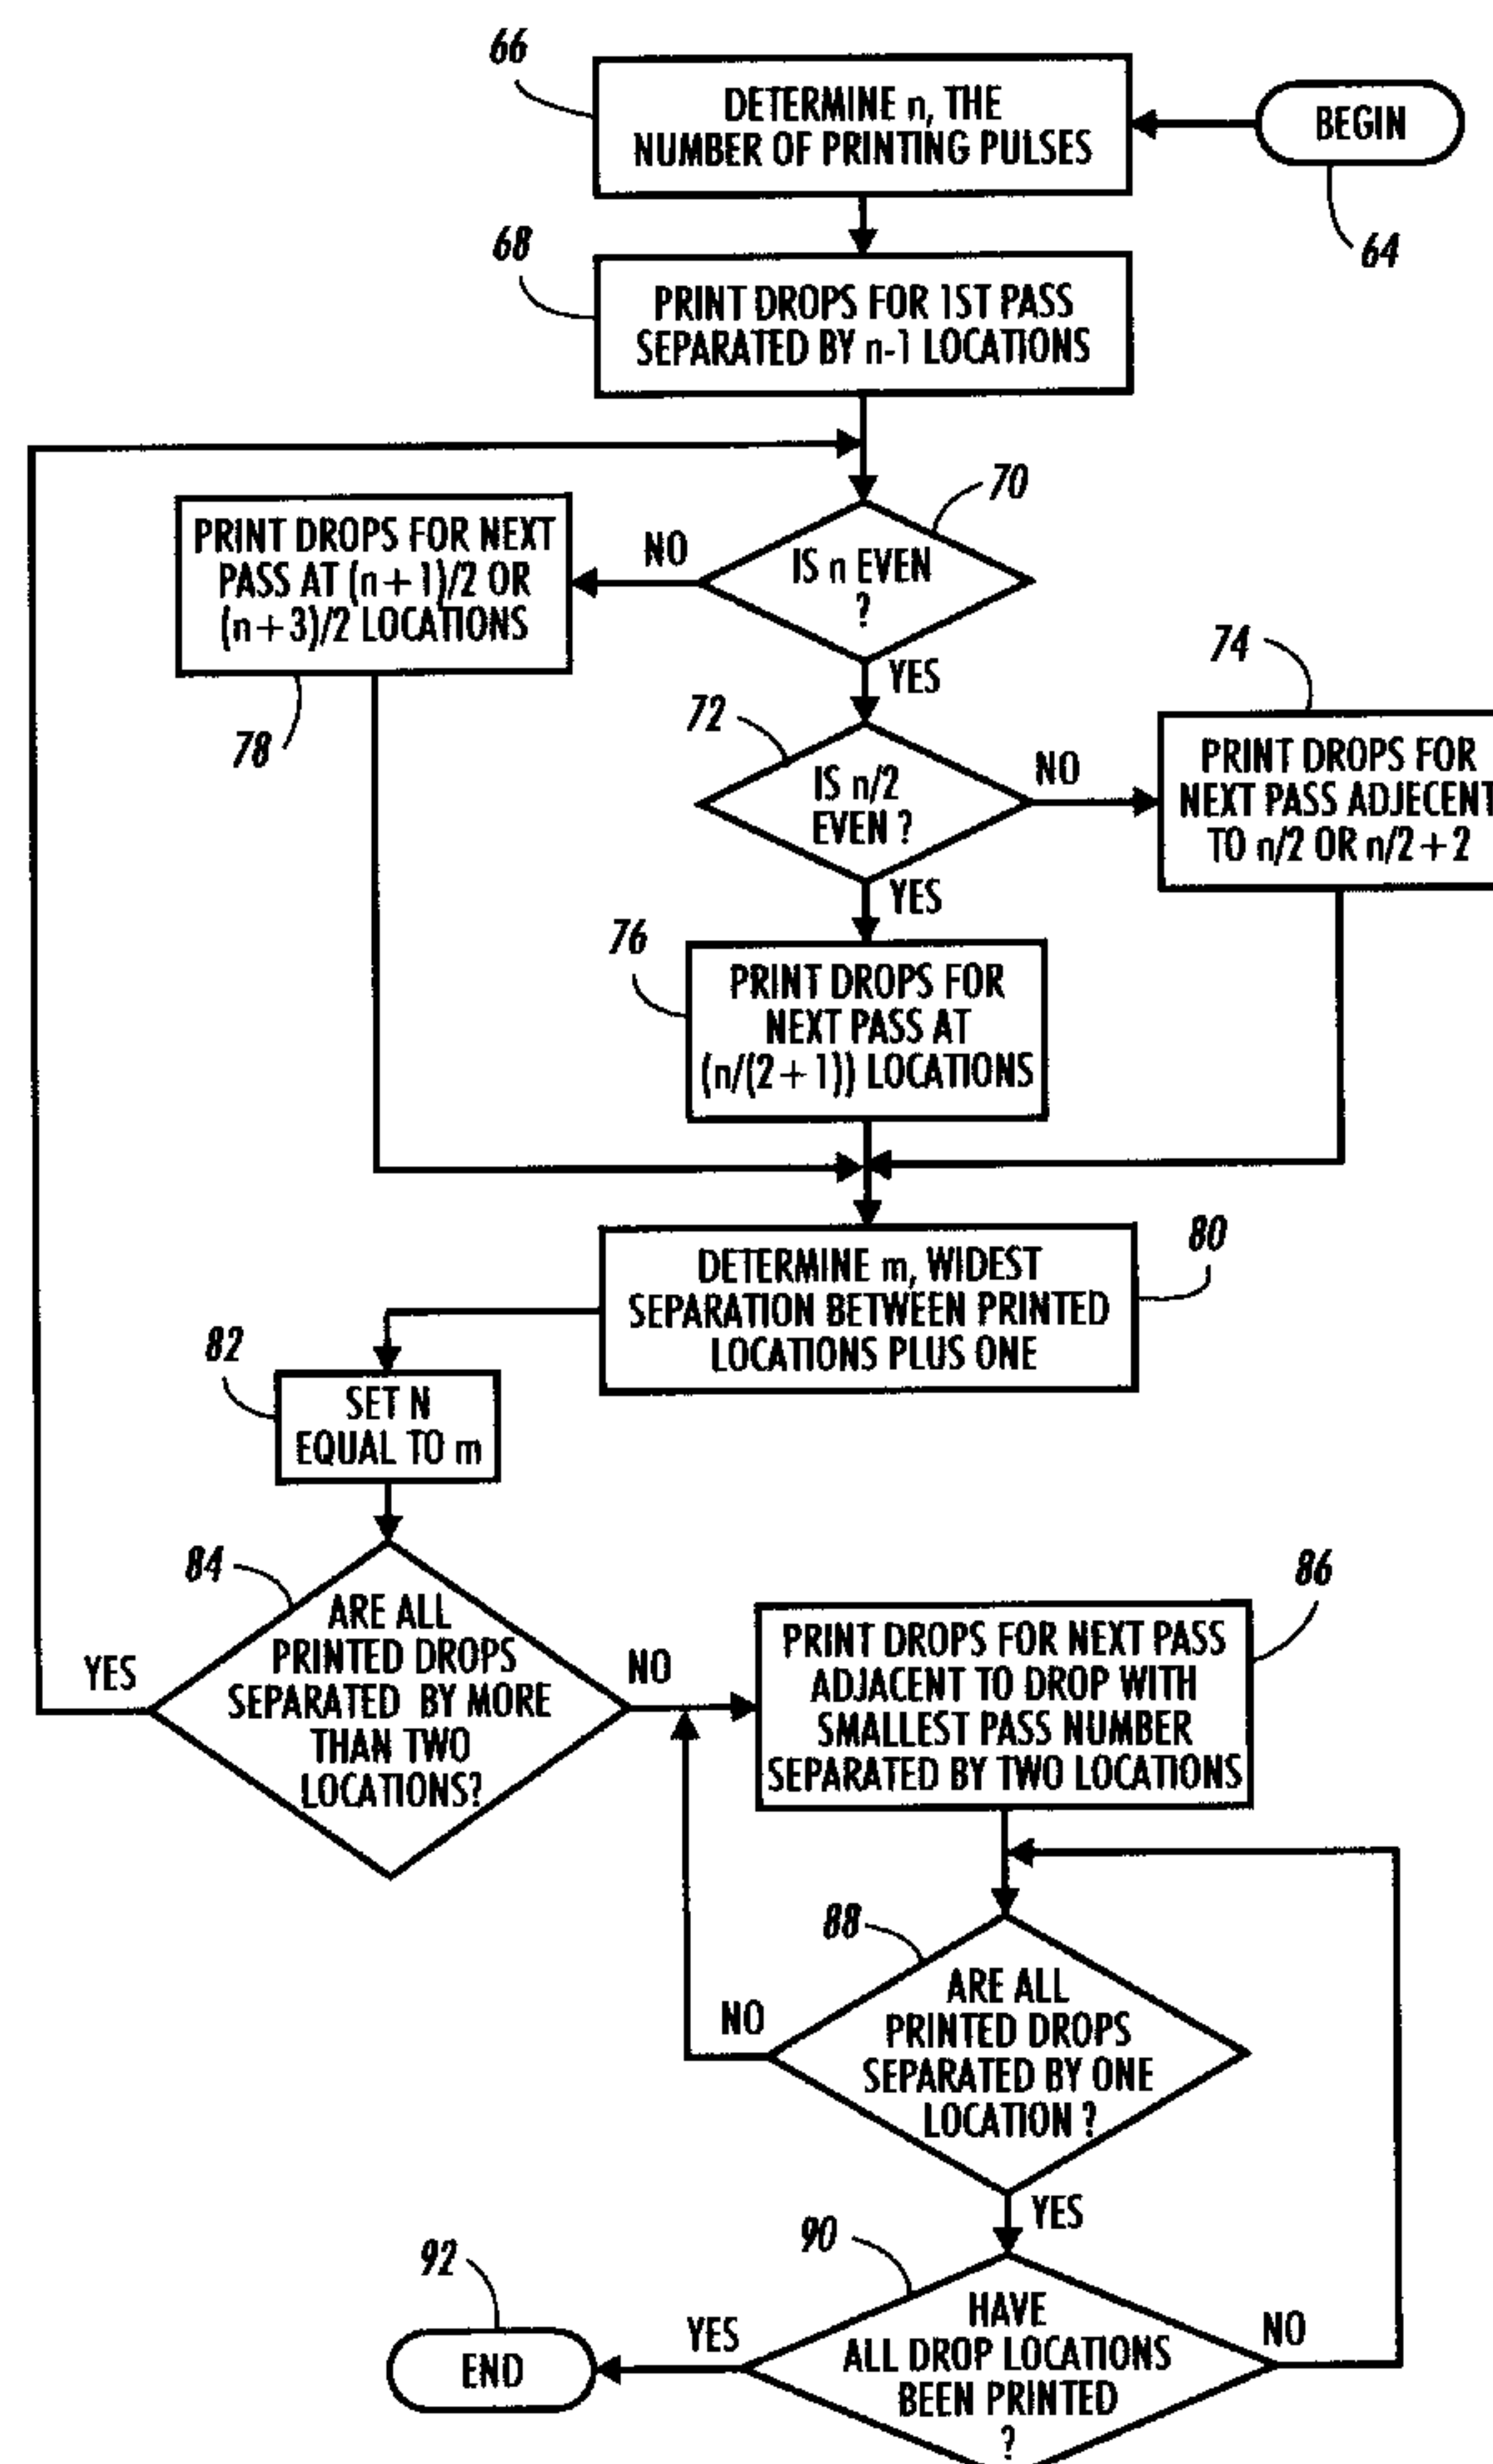 66
DETERMINE n, THE
NUMBER OF PRINTING PULSES
BEGIN
64
68
PRINT DROPS FOR 1ST PASS
SEPARATED BY n-1 LOCATIONS
70
IS n EVEN
?
NO
YES
PRINT DROPS FOR NEXT
PASS AT (n+1)/2 OR
(n+3)/2 LOCATIONS
78
72
IS n/2
EVEN ?
NO
YES
74
PRINT DROPS FOR
NEXT PASS ADJECENT
TO n/2 OR n/2+2
76
PRINT DROPS FOR
NEXT PASS AT
(n/(2+1)) LOCATIONS
80
DETERMINE m, WIDEST
SEPARATION BETWEEN PRINTED
LOCATIONS PLUS ONE
82
SET N
EQUAL TO m
84
ARE ALL
PRINTED DROPS
SEPARATED BY MORE
THAN TWO
LOCATIONS?
YES
NO
86
PRINT DROPS FOR NEXT PASS
ADJACENT TO DROP WITH
SMALLEST PASS NUMBER
SEPARATED BY TWO LOCATIONS
88
ARE ALL
PRINTED DROPS
SEPARATED BY ONE
LOCATION ?
NO
YES
90
HAVE
ALL DROP LOCATIONS
BEEN PRINTED
?
YES
NO
92
END